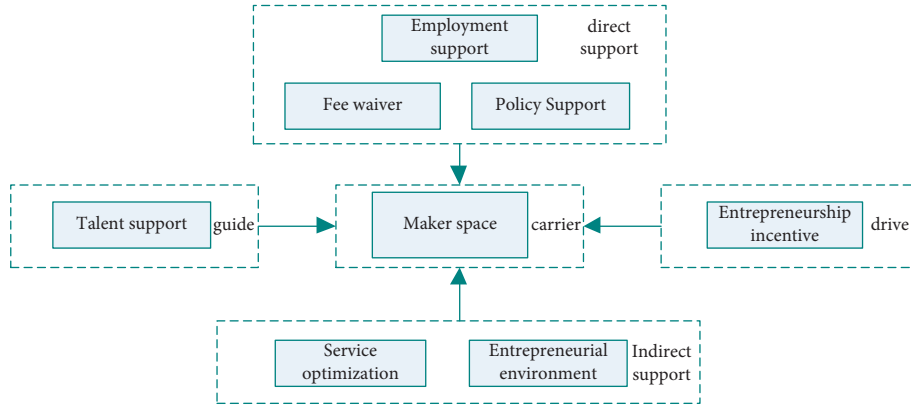 Employment
support
direct
support
Fee waiver
Policy Support
Talent support
guide
Maker space
carrier
Entrepreneurship
incentive
drive
Service
optimization
Entrepreneurial
environment
Indirect
support